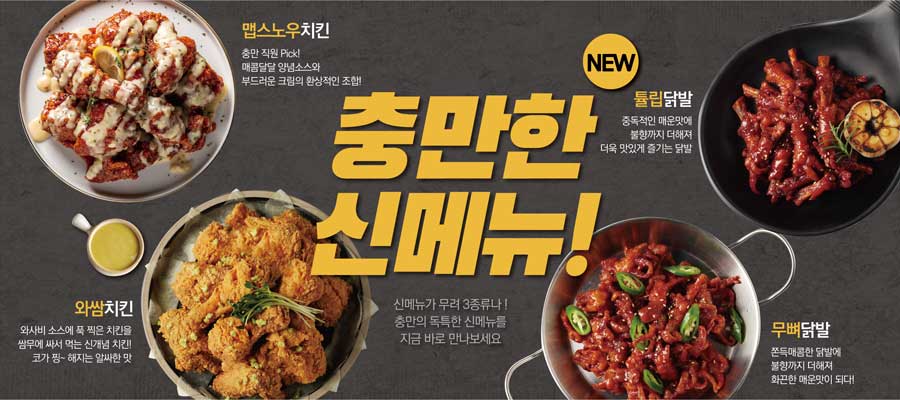 맵스노우치킨
충만 직원 Pick!
매콤달달 양념소스와
부드러운 크림의 환상적인 조합!
NEW
충만한
신메뉴!
튤립닭발
중독적인 매운맛에
불향까지 더해져
더욱 맛있게 즐기는 닭발
와쌈치킨
와사비 소스에 푹 찍은 치킨을
쌈무에 싸서 먹는 신개념 치킨!
코가 찡~ 해지는 알싸한 맛
신메뉴가 무려 3종류나 !
충만의 독특한 신메뉴를
지금 바로 만나보세요
무뼈닭발
쫀득매콤한 닭발에
불향까지 더해져
화끈한 매운맛이 되다!